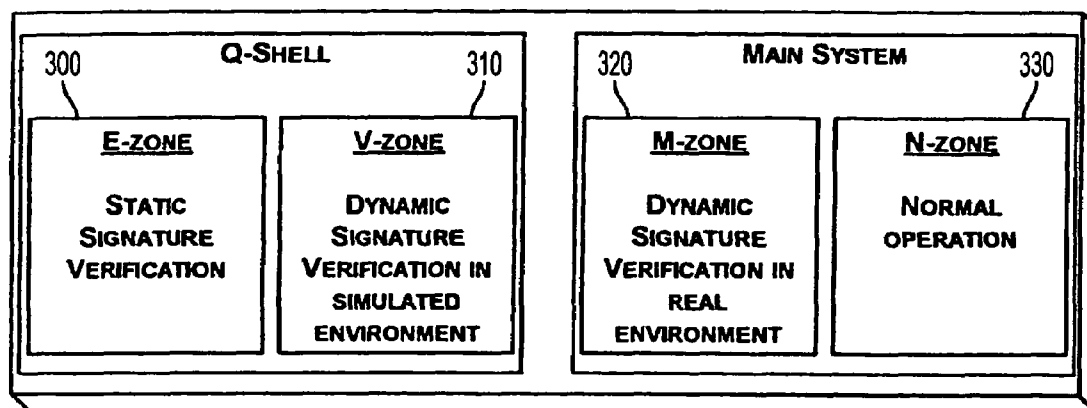 Q-SHELL
MAIN SYSTEM
300
310
320
330
E-ZONE
STATIC
SIGNATURE
VERIFICATION
V-ZONE
DYNAMIC
SIGNATURE
VERIFICATION IN
SIMULATED
ENVIRONMENT
M-ZONE
DYNAMIC
SIGNATURE
VERIFICATION IN
REAL
ENVIRONMENT
N-ZONE
NORMAL
OPERATION